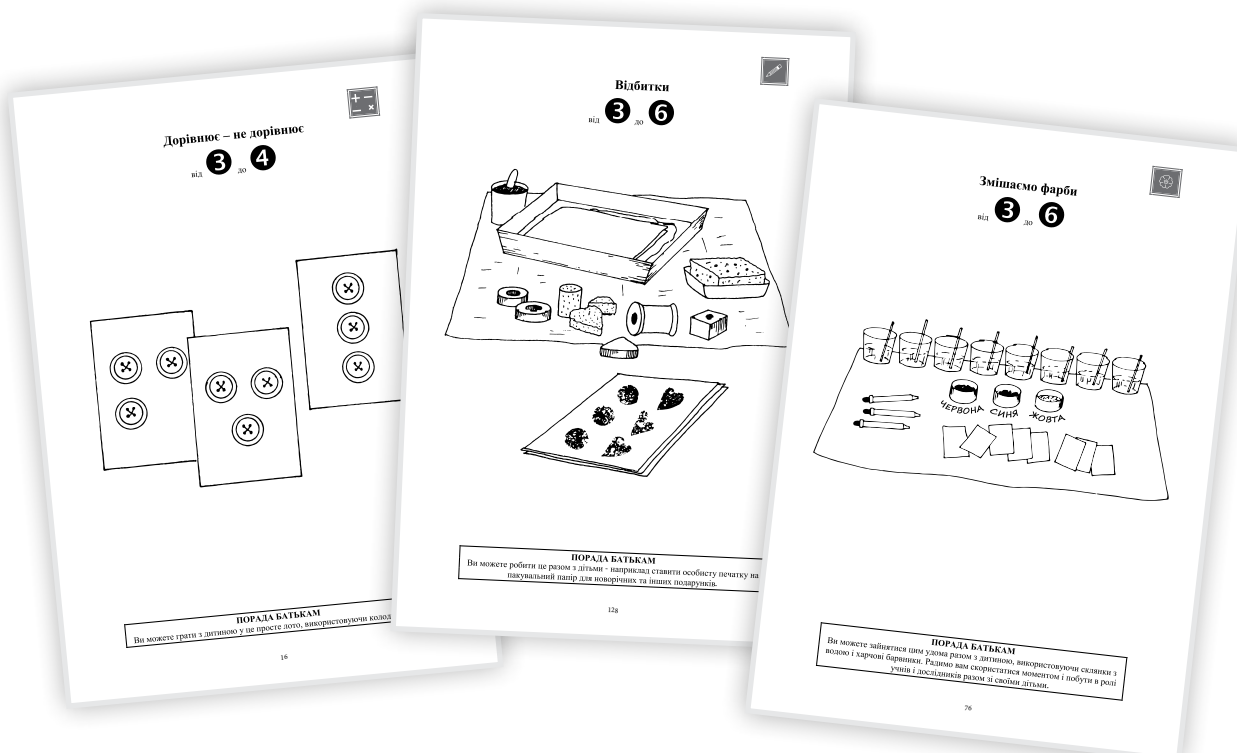 Дорівнює – не дорівнює
від 3 до 4
ПОРАДА БАТЬКАМ
Ви можете грати з дитиною у це просте лото, використовуючи
16
Відбитки
від 3 до 6
ПОРАДА БАТЬКАМ
Ви можете робити це разом з дітьми - наприклад ставити особисту печатку на
пакувальний папір для новорічних та інших подарунків.
128
Змішаємо фарби
від 3 до 6
ЧЕРВОНА СИНЯ ЖОВТА
ПОРАДА БАТЬКАМ
Ви можете зайнятися цим удома разом з дитиною, використовуючи склянки з
водою і харчові барвники. Радимо вам скористатися моментом і побути в ролі
учнів і дослідників разом зі своїми дітьми.
76